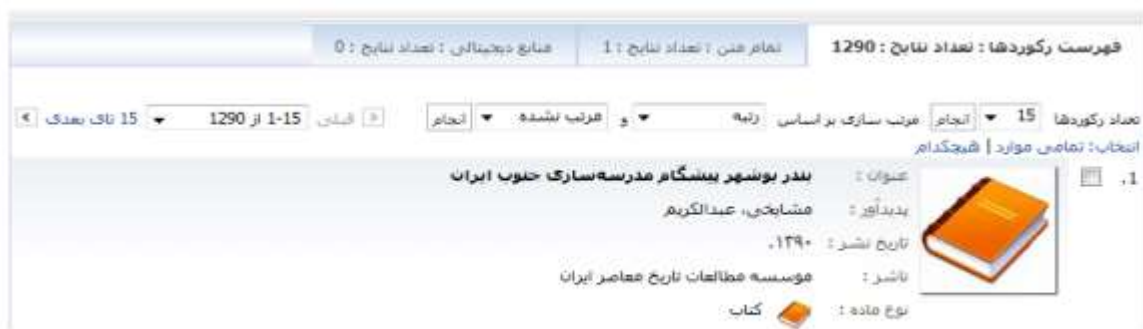 فهرست رکوردها : تعداد نتایج : 1290 تمام متن : تعداد نتایج : 1 منابع دیجیتالی : تعداد نتایج : 0
تعداد رکوردها 15 انجام مرتب سازی بر اساس رتبه و مرتب نشده انجام قبلی 1-15 از 1290 15 تای بعدی
انتخاب: تمامی موارد | هیچکدام
1. عنوان : بندر بوشهر پیشگام مدرسه‌سازی جنوب ایران
پدیدآور : مشایخی، عبدالکریم
تاریخ نشر : ۱۳۹۰.
ناشر : موسسه مطالعات تاریخ معاصر ایران
نوع ماده : کتاب